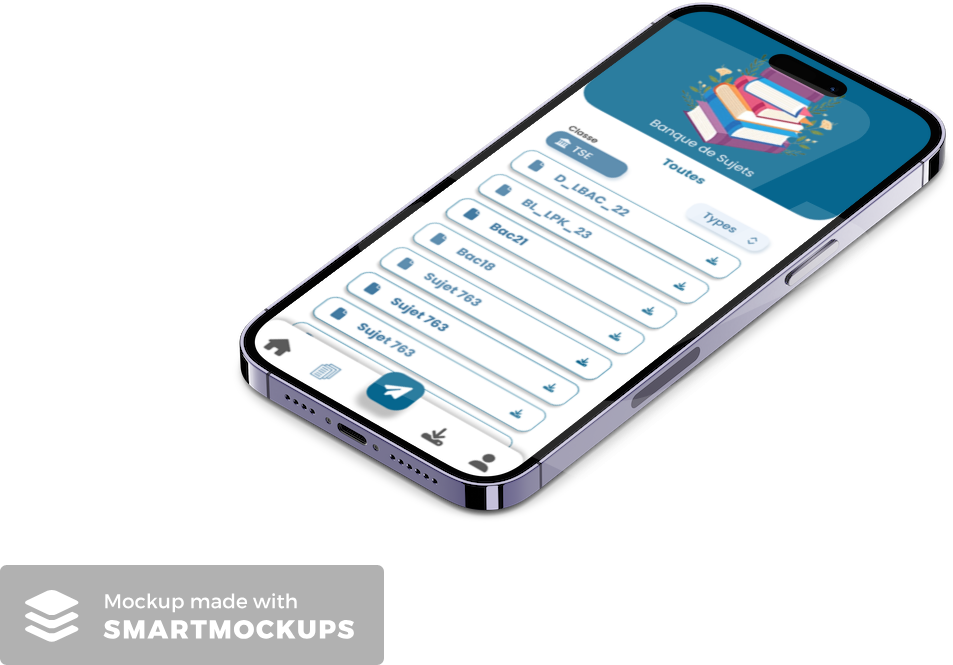 Banque de Sujets
Classe
TSE
Toutes
Types
D_LBAC_22
BL_LPK_23
Bac21
Bac18
Sujet 763
Sujet 763
Sujet 763
Mockup made with
SMARTMOCKUPS